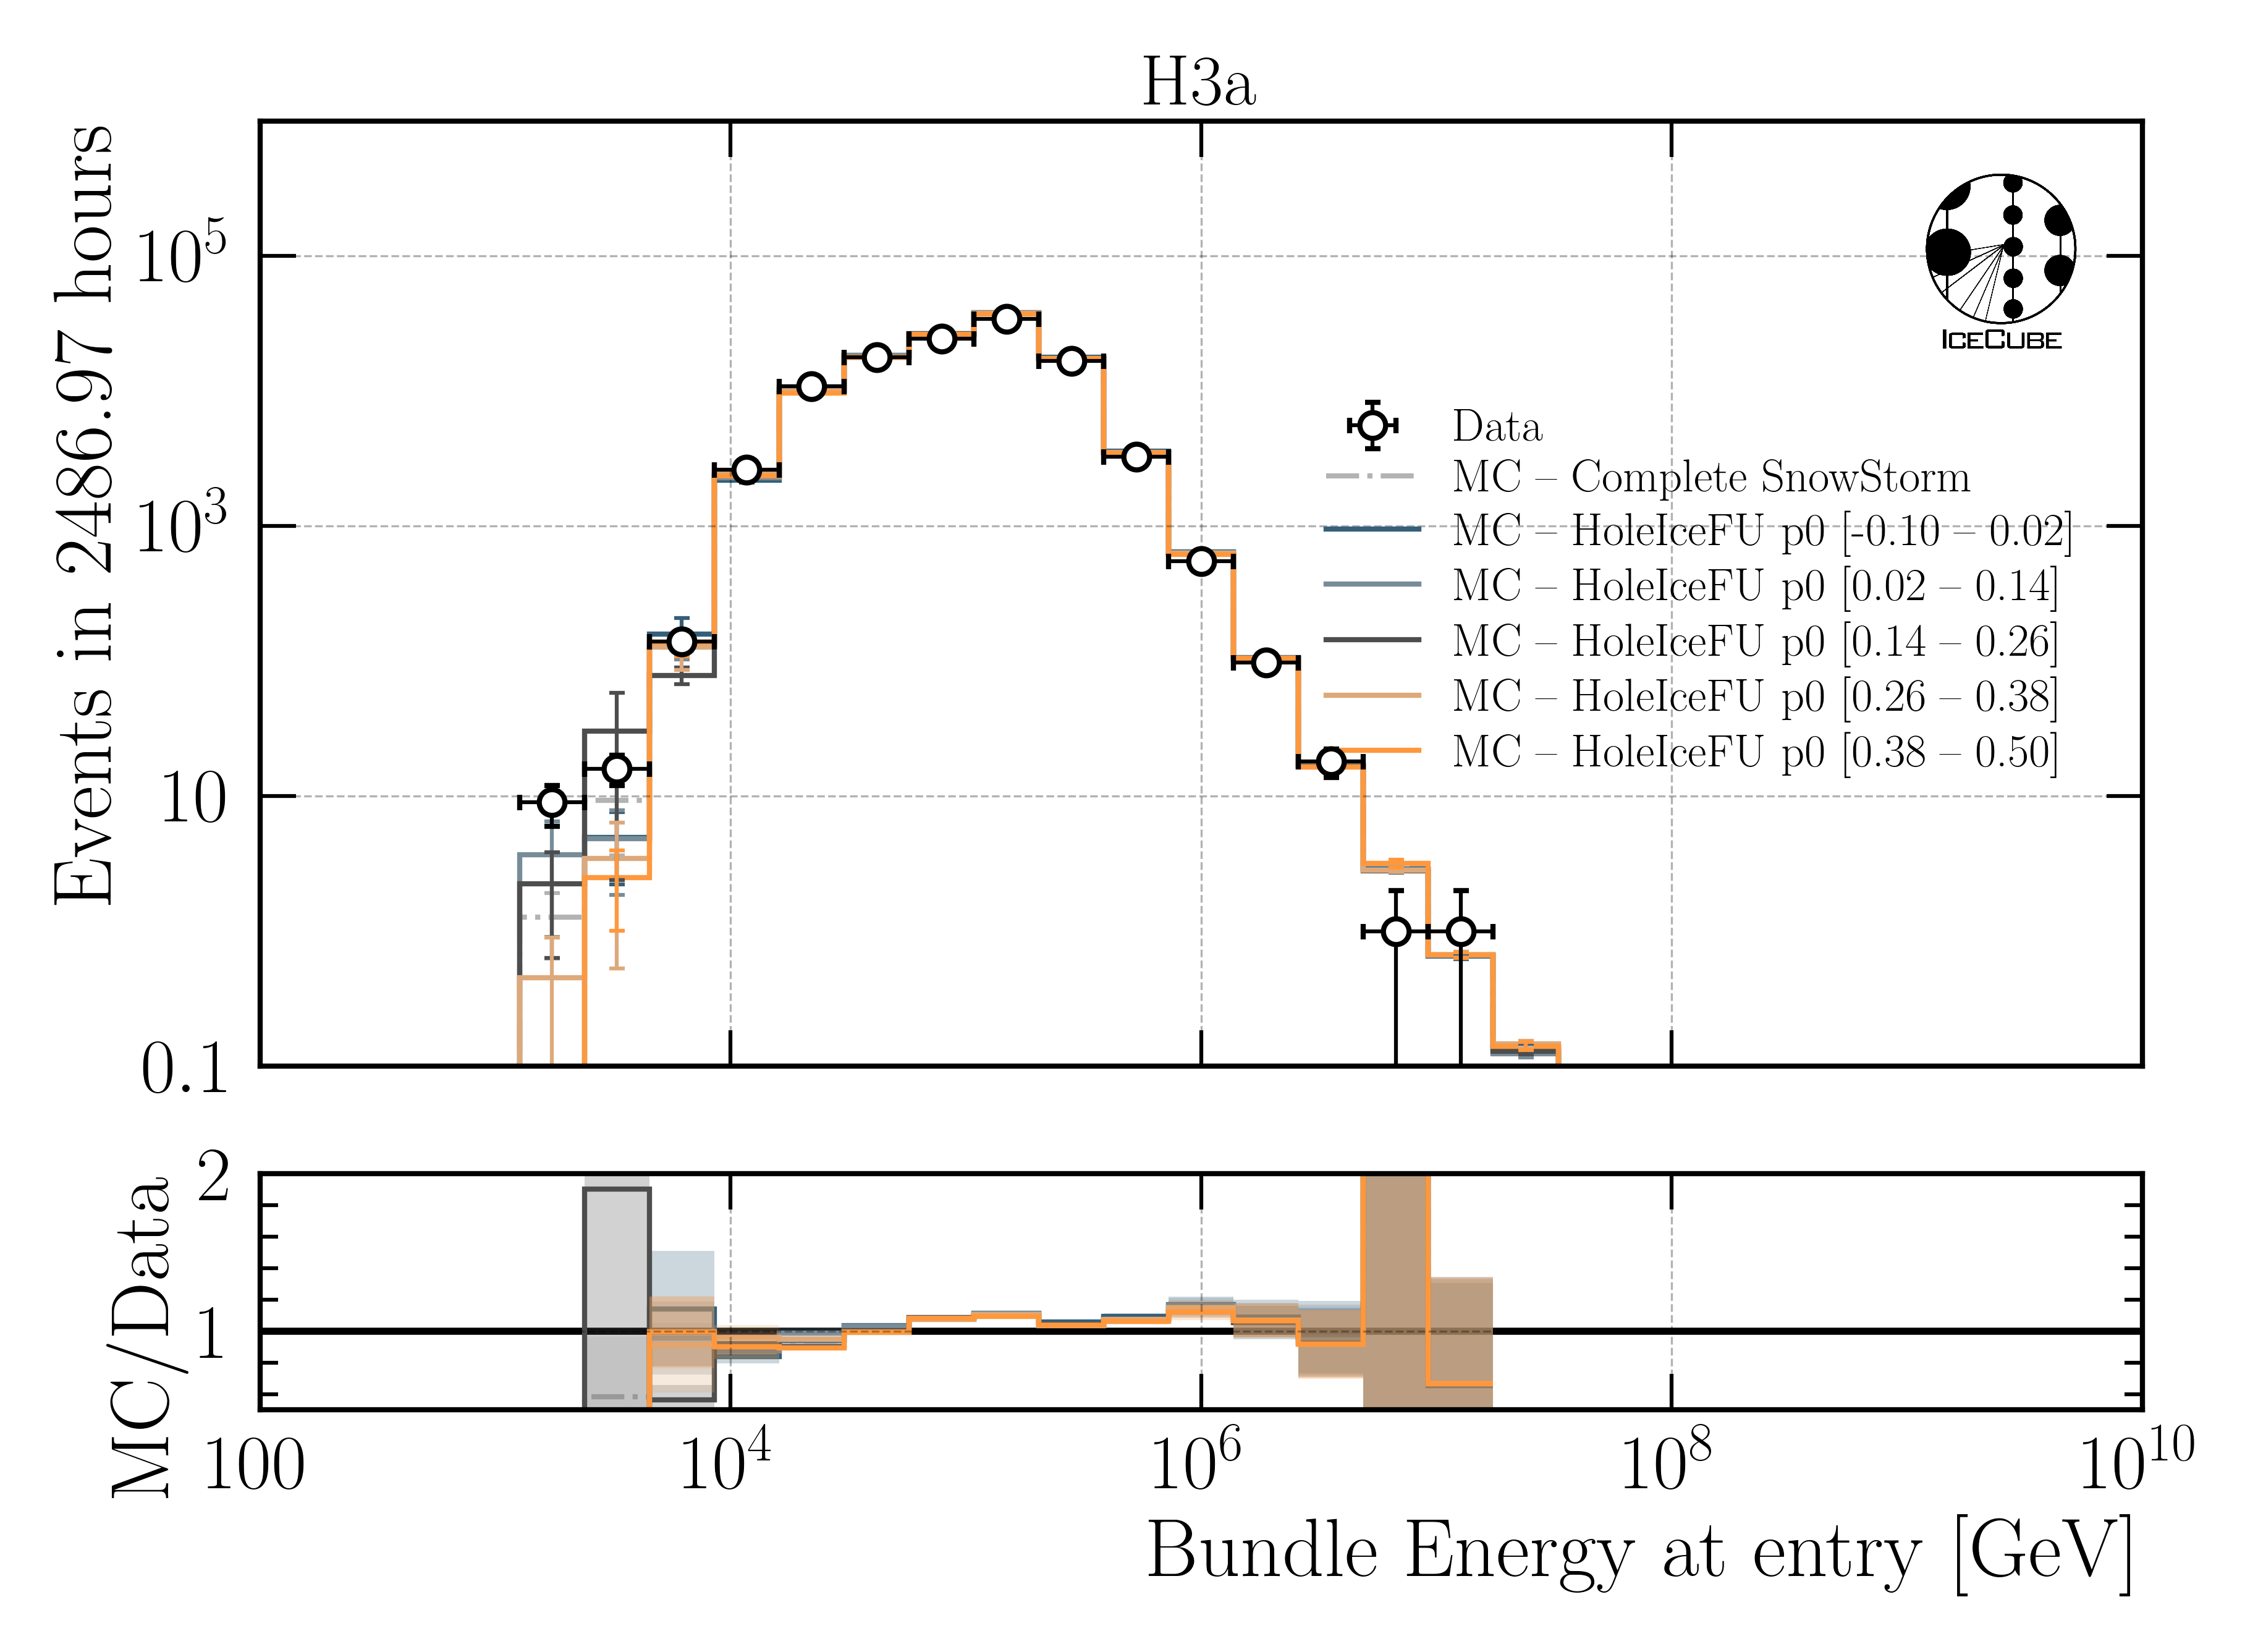 H3a
Events in 2486.97 hours
10^5
10^3
10
0.1
ICECUBE
Data
MC – Complete SnowStorm
MC – HoleIceFU p0 [-0.10 – 0.02]
MC – HoleIceFU p0 [0.02 – 0.14]
MC – HoleIceFU p0 [0.14 – 0.26]
MC – HoleIceFU p0 [0.26 – 0.38]
MC – HoleIceFU p0 [0.38 – 0.50]
MC/Data
2
1
100 10^4 10^6 10^8 10^10
Bundle Energy at entry [GeV]